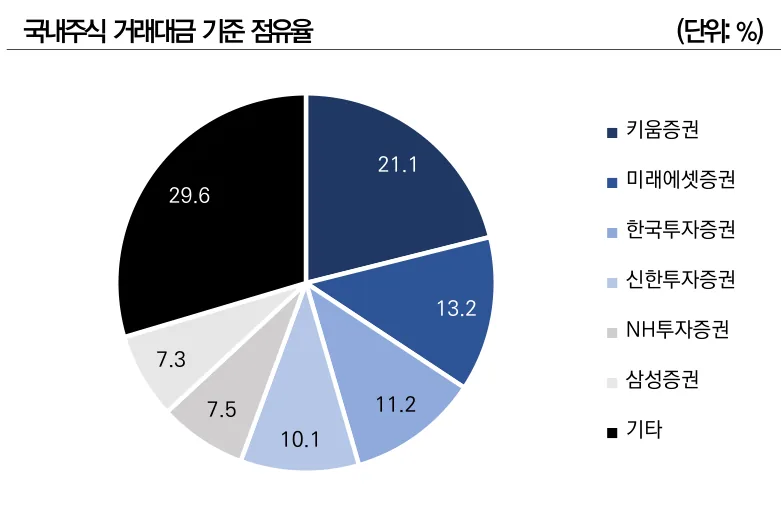 국내주식 거래대금 기준 점유율 (단위: %)
21.1
13.2
11.2
10.1
7.5
7.3
29.6
키움증권
미래에셋증권
한국투자증권
신한투자증권
NH투자증권
삼성증권
기타